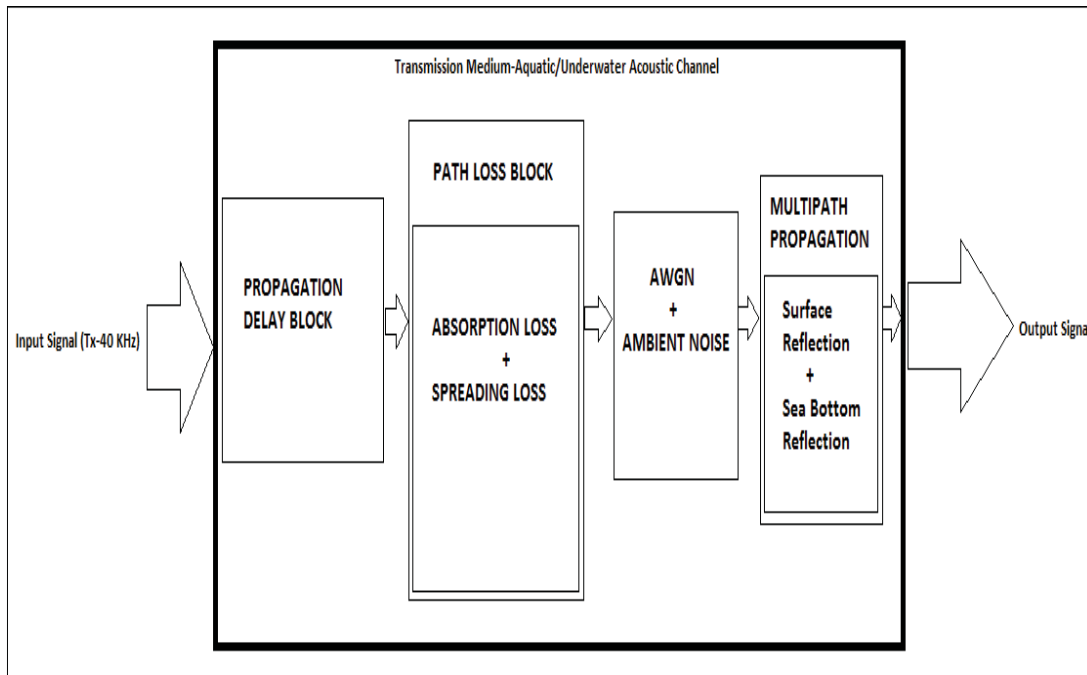 Transmission Medium-Aquatic/Underwater Acoustic Channel
Input Signal (Tx-40 KHz)
PROPAGATION
DELAY BLOCK
PATH LOSS BLOCK
ABSORPTION LOSS
+
SPREADING LOSS
AWGN
+
AMBIENT NOISE
MULTIPATH
PROPAGATION
Surface
Reflection
+
Sea Bottom
Reflection
Output Signal